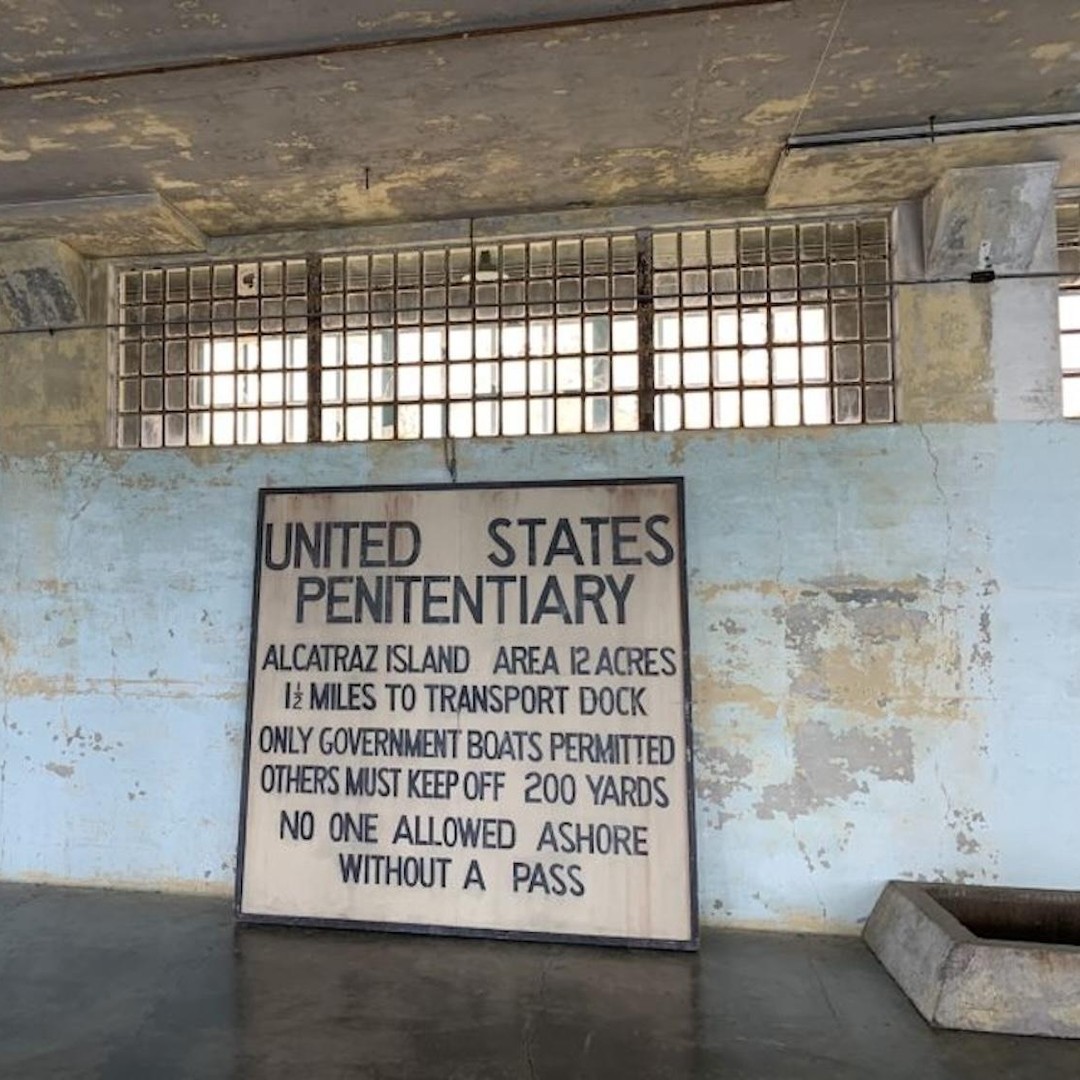 UNITED STATES
PENITENTIARY
ALCATRAZ ISLAND AREA 12 ACRES
1½ MILES TO TRANSPORT DOCK
ONLY GOVERNMENT BOATS PERMITTED
OTHERS MUST KEEP OFF 200 YARDS
NO ONE ALLOWED ASHORE
WITHOUT A PASS